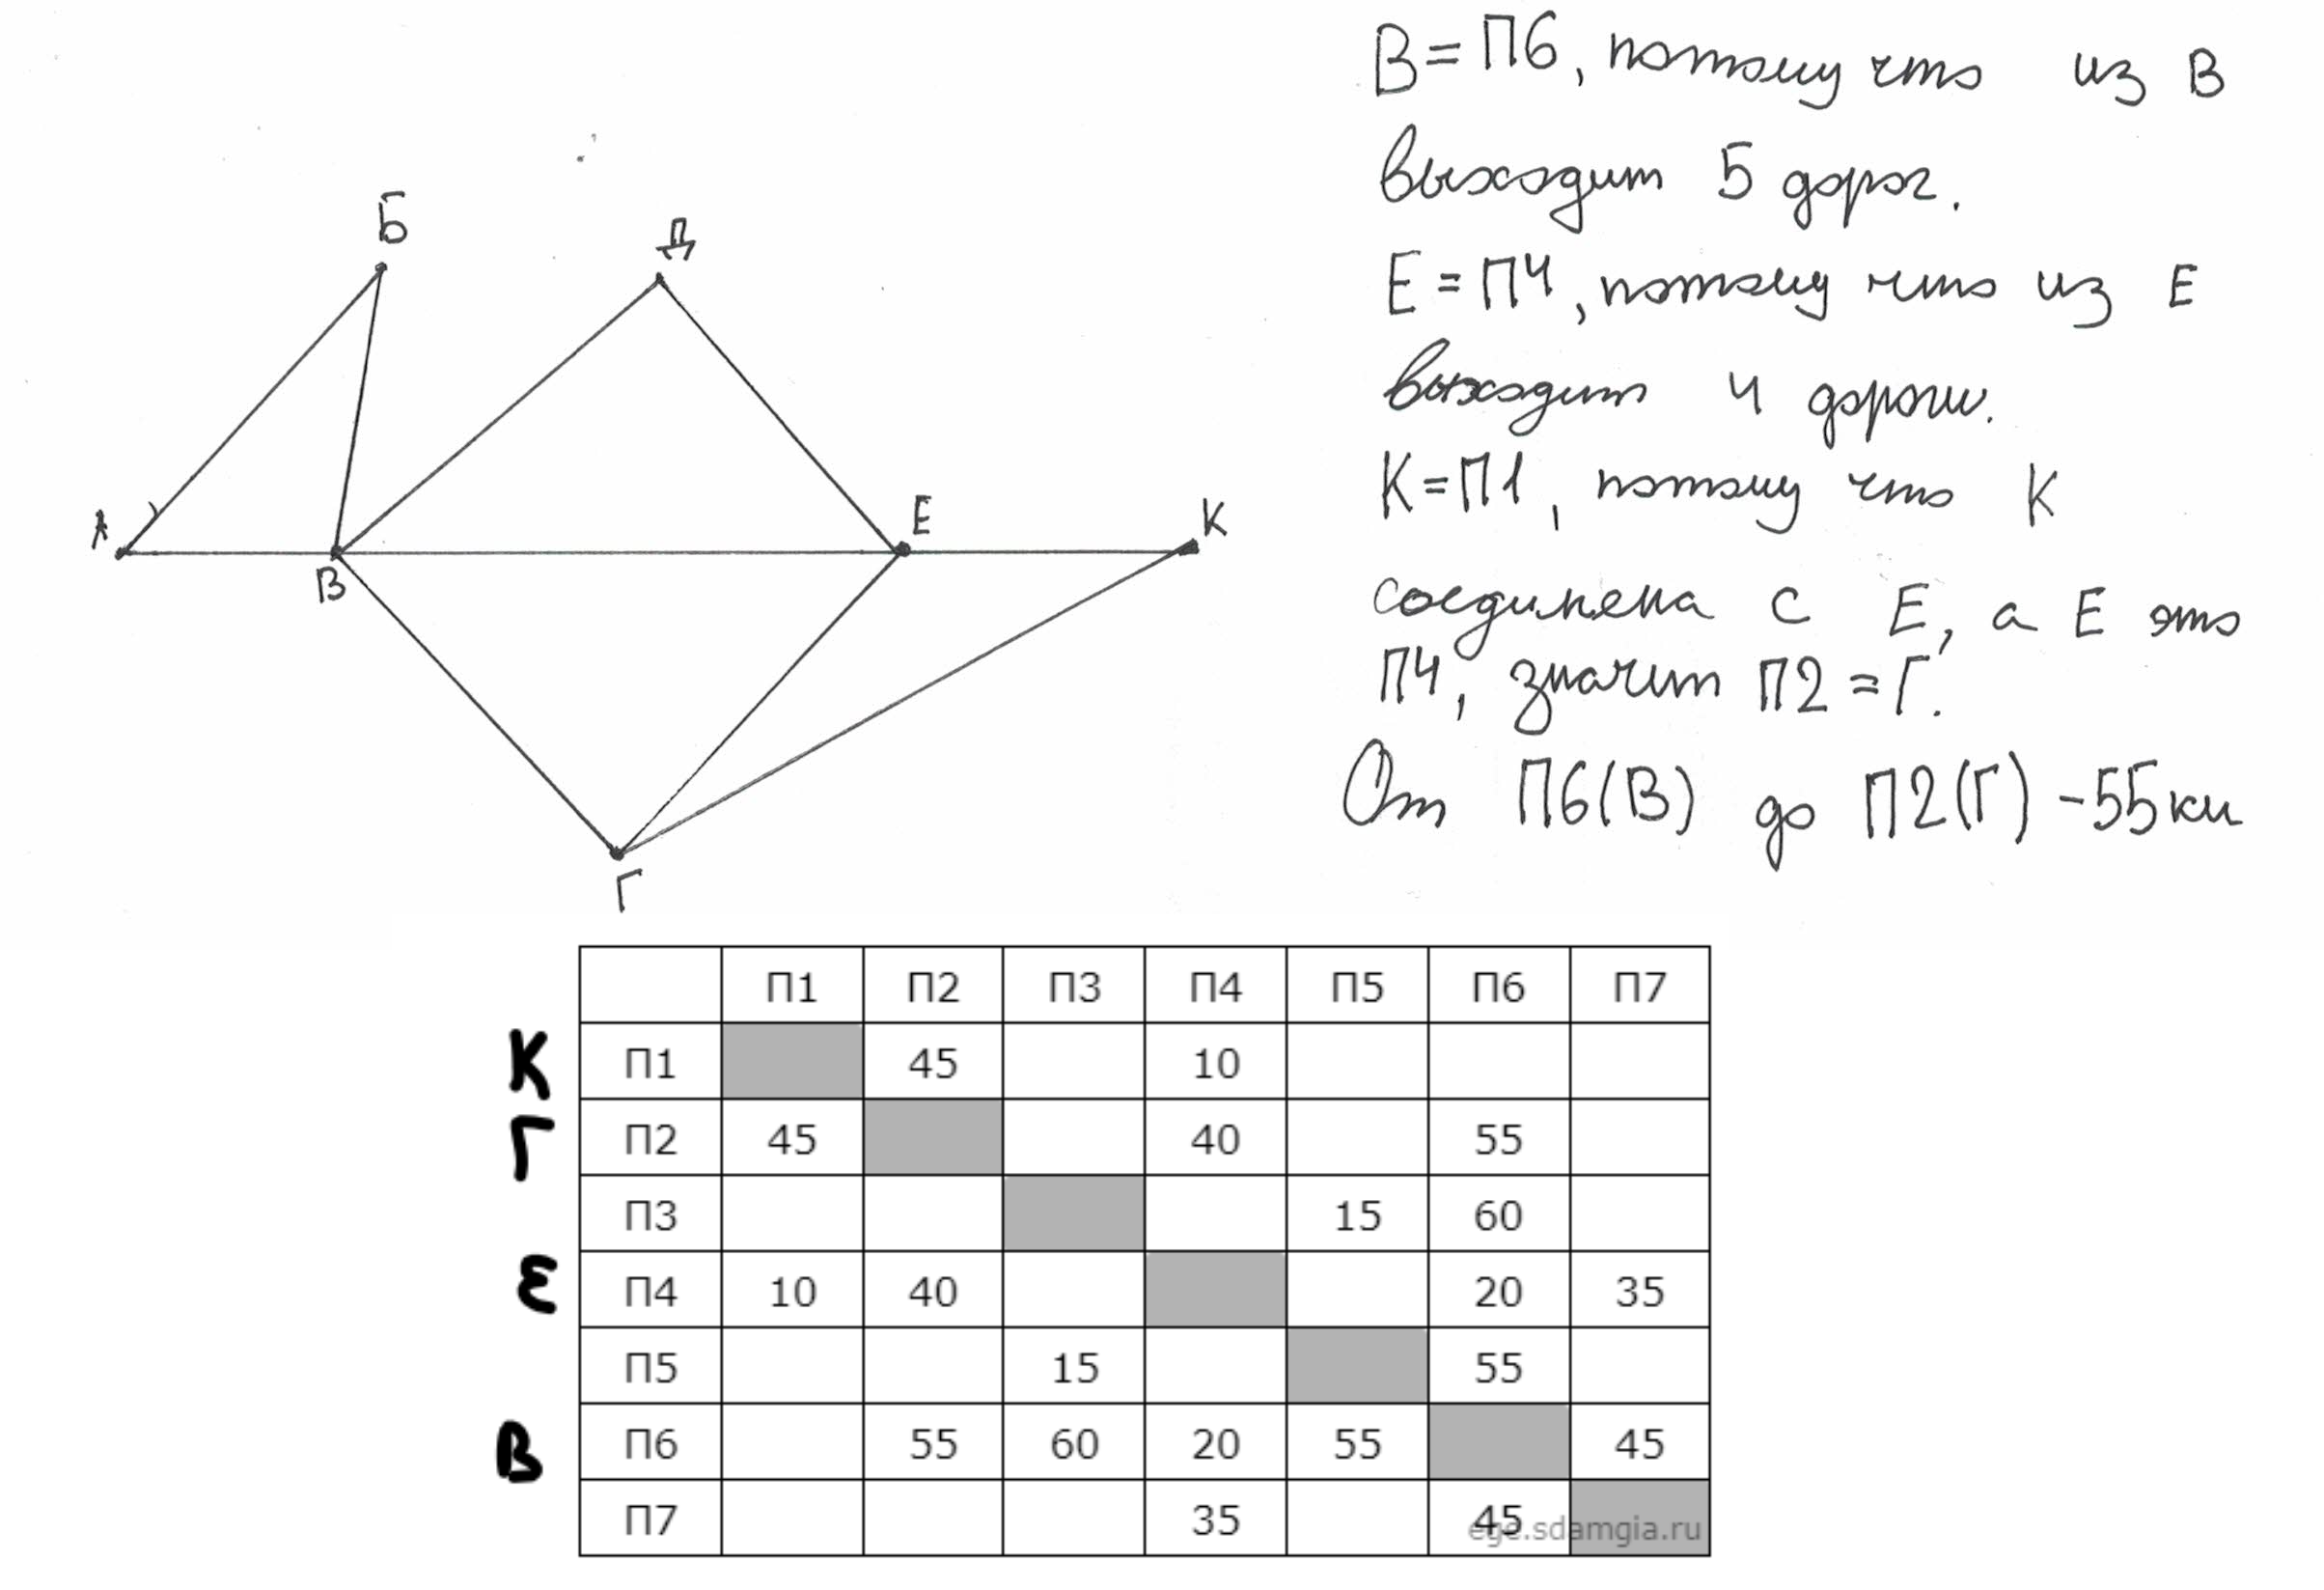 Б
Д
А
В
Е
К
Г
В=П6, потому что из В
выходит 5 дорог.
Е=П4, потому что из Е
выходит 4 дороги.
К=П1, потому что К
соединена с Е, а Е это
П4, значит П2=Г.
От П6(В) до П2(Г) -55км
П1 П2 П3 П4 П5 П6 П7
К П1 45 10
Г П2 45 40 55
П3 15 60
Е П4 10 40 20 35
П5 15 55
В П6 55 60 20 55 45
П7 35 45
ege.sdamgia.ru